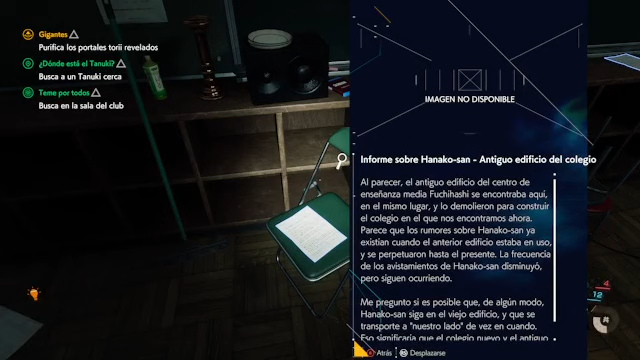 Gigantes
Purifica los portales torii revelados
¿Dónde está el Tanuki?
Busca a un Tanuki cerca
Teme por todos
Busca en la sala del club
IMAGEN NO DISPONIBLE
Informe sobre Hanako-san - Antiguo edificio del colegio
Al parecer, el antiguo edificio del centro de
enseñanza media Fuchihashi se encontraba aquí,
en el mismo lugar, y lo demolieron para construir
el colegio en el que nos encontramos ahora.
Parece que los rumores sobre Hanako-san ya
existían cuando el anterior edificio estaba en uso,
y se perpetuaron hasta el presente. La frecuencia
de los avistamientos de Hanako-san disminuyó,
pero siguen ocurriendo.
Me pregunto si es posible que, de algún modo,
Hanako-san siga en el viejo edificio, y que se
transporte a "nuestro lado" de vez en cuando.
Eso significaría que el colegio nuevo y el antiguo
Atrás
Desplazarse
4
12